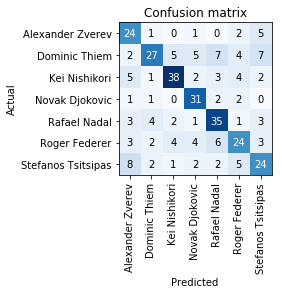 Confusion matrix
Alexander Zverev 24 1 0 1 0 2 5
Dominic Thiem 2 27 5 5 7 4 7
Kei Nishikori 5 1 38 2 3 4 2
Novak Djokovic 1 1 0 31 2 2 0
Rafael Nadal 3 4 2 1 35 1 3
Roger Federer 3 2 4 4 6 24 3
Stefanos Tsitsipas 8 2 1 2 2 5 24
Actual
Alexander Zverev
Dominic Thiem
Kei Nishikori
Novak Djokovic
Rafael Nadal
Roger Federer
Stefanos Tsitsipas
Predicted